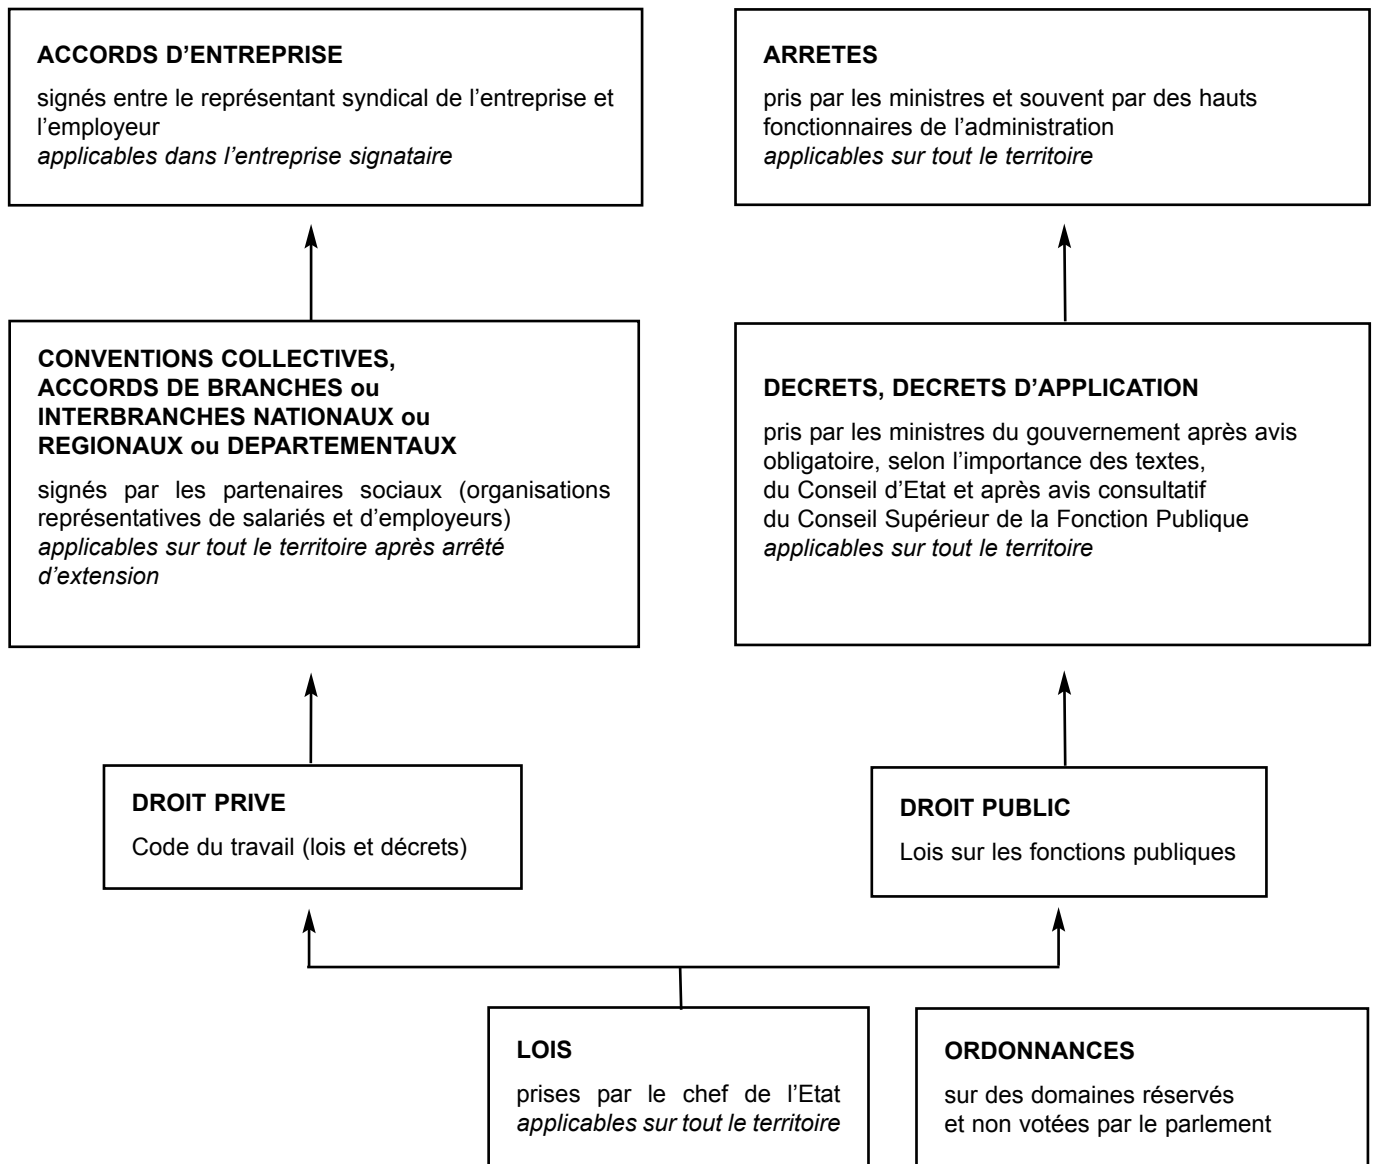 ACCORDS D’ENTREPRISE
signés entre le représentant syndical de l’entreprise et
l’employeur
applicables dans l’entreprise signataire
ARRETES
pris par les ministres et souvent par des hauts
fonctionnaires de l’administration
applicables sur tout le territoire
CONVENTIONS COLLECTIVES,
ACCORDS DE BRANCHES ou
INTERBRANCHES NATIONAUX ou
REGIONAUX ou DEPARTEMENTAUX
signés par les partenaires sociaux (organisations
représentatives de salariés et d’employeurs)
applicables sur tout le territoire après arrêté
d’extension
DECRETS, DECRETS D’APPLICATION
pris par les ministres du gouvernement après avis
obligatoire, selon l’importance des textes,
du Conseil d’Etat et après avis consultatif
du Conseil Supérieur de la Fonction Publique
applicables sur tout le territoire
DROIT PRIVE
Code du travail (lois et décrets)
DROIT PUBLIC
Lois sur les fonctions publiques
LOIS
prises par le chef de l’Etat
applicables sur tout le territoire
ORDONNANCES
sur des domaines réservés
et non votées par le parlement